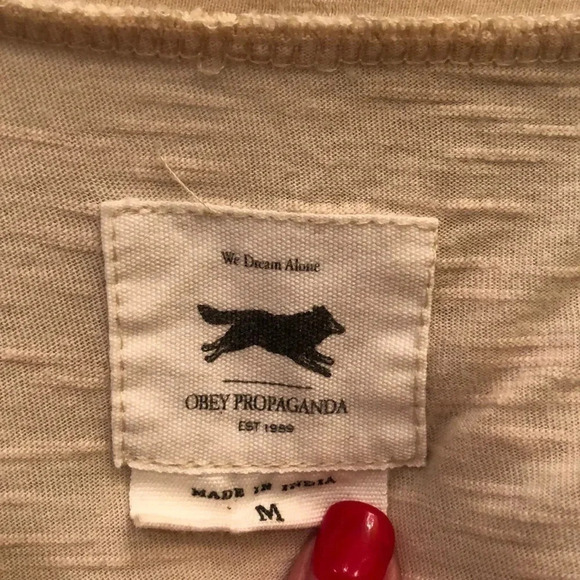 We Dream Alone
OBEY PROPAGANDA
EST 1989
MADE IN INDIA
M